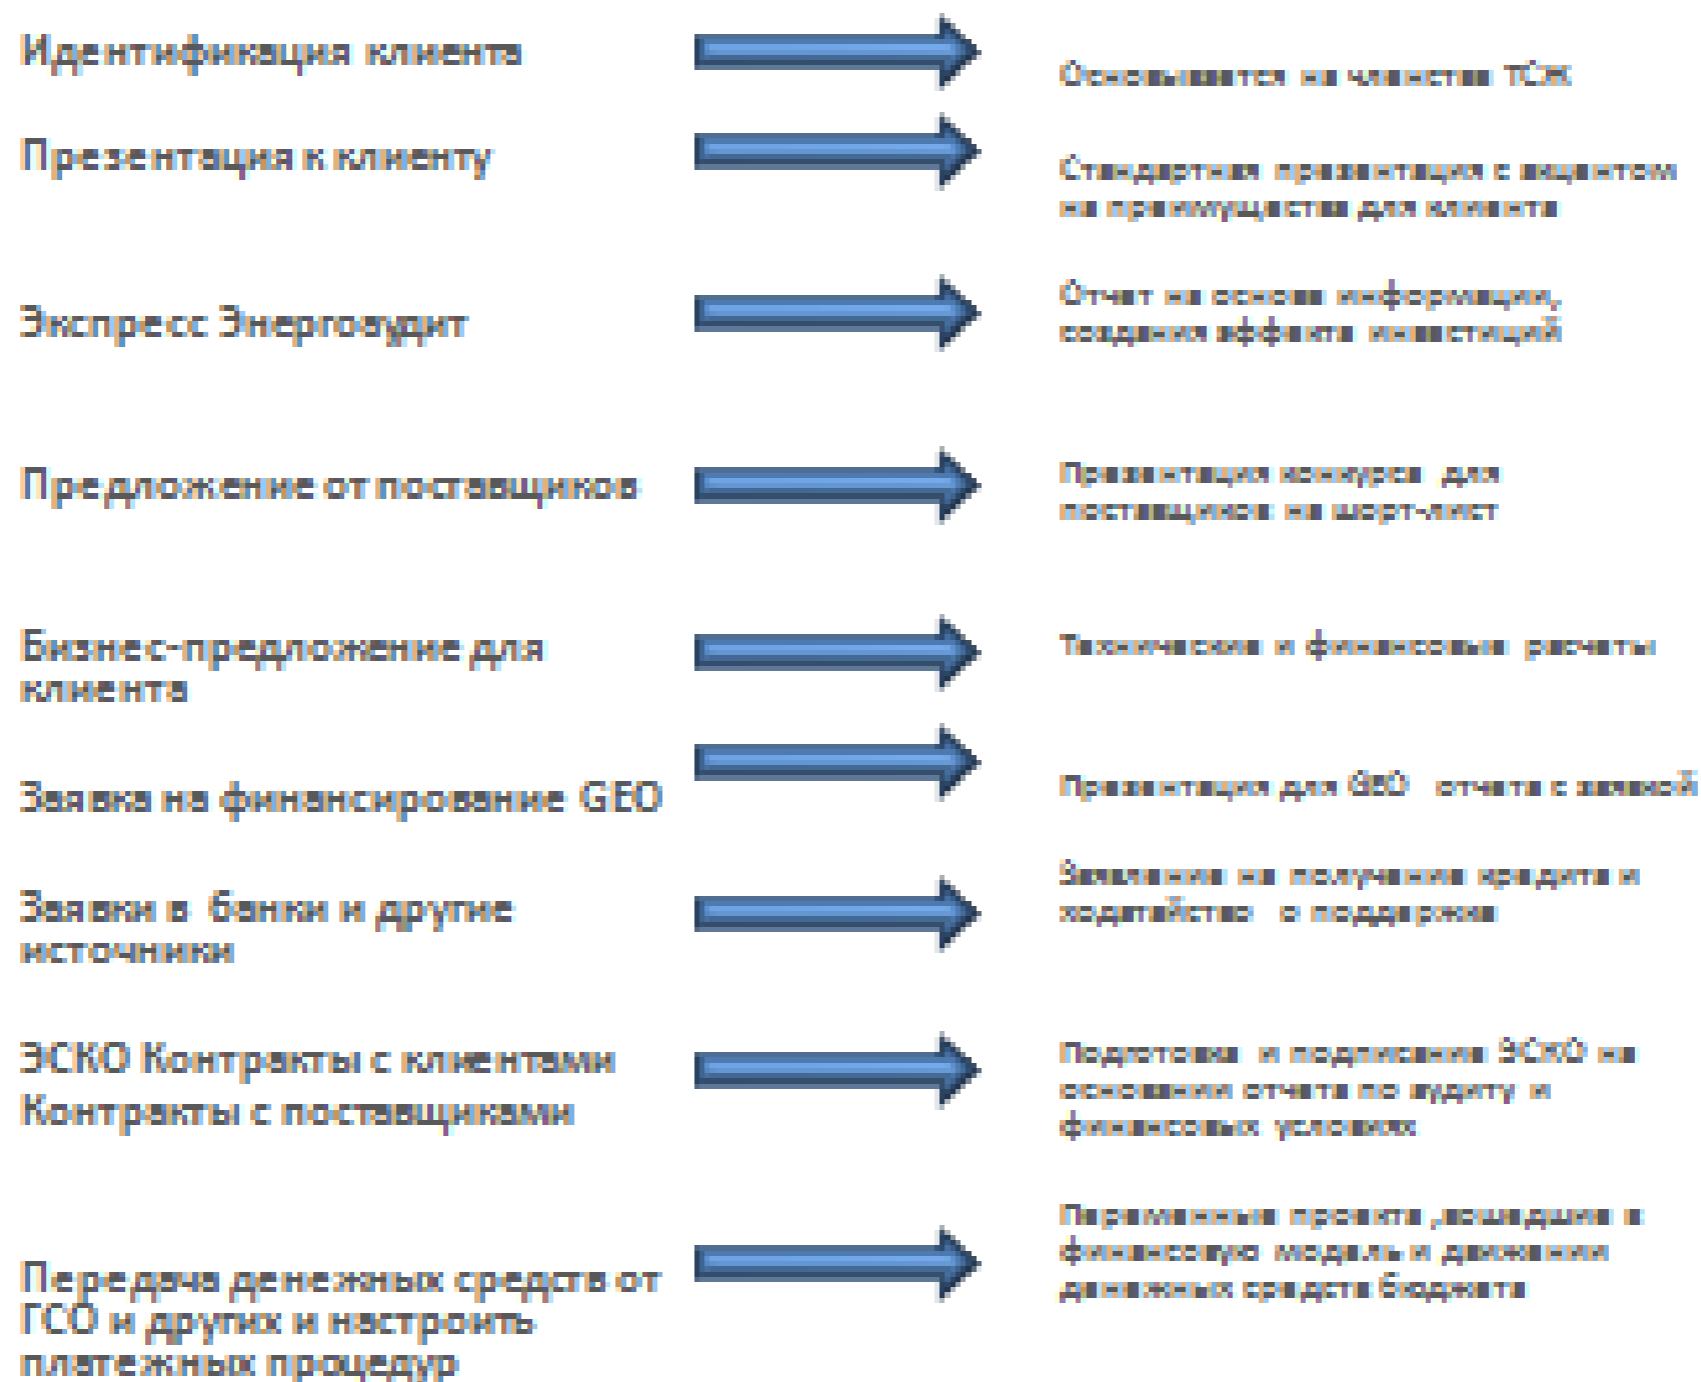 Идентификация клиента
Основывается на членстве ТСЖ
Презентация к клиенту
Стандартная презентация с акцентом
на преимущества для клиента
Экспресс Энергоаудит
Отчет на основе информации,
создания эффекта инвестиций
Предложение от поставщиков
Презентация конкурса для
поставщиков на шорт-лист
Бизнес-предложение для
клиента
Технические и финансовые расчеты
Заявка на финансирование GEO
Презентация для GEO отчета с заявкой
Заявки в банки и другие
источники
Заявление на получение кредита и
ходатайство о поддержке
ЭСКО Контракты с клиентами
Контракты с поставщиками
Подготовка и подписание ЭСКО на
основании отчета по аудиту и
финансовых условиях
Передача денежных средств от
ГСО и других и настроить
платежных процедур
Переменные проекта ,вошедшие в
финансовую модель и движении
денежных средств бюджета